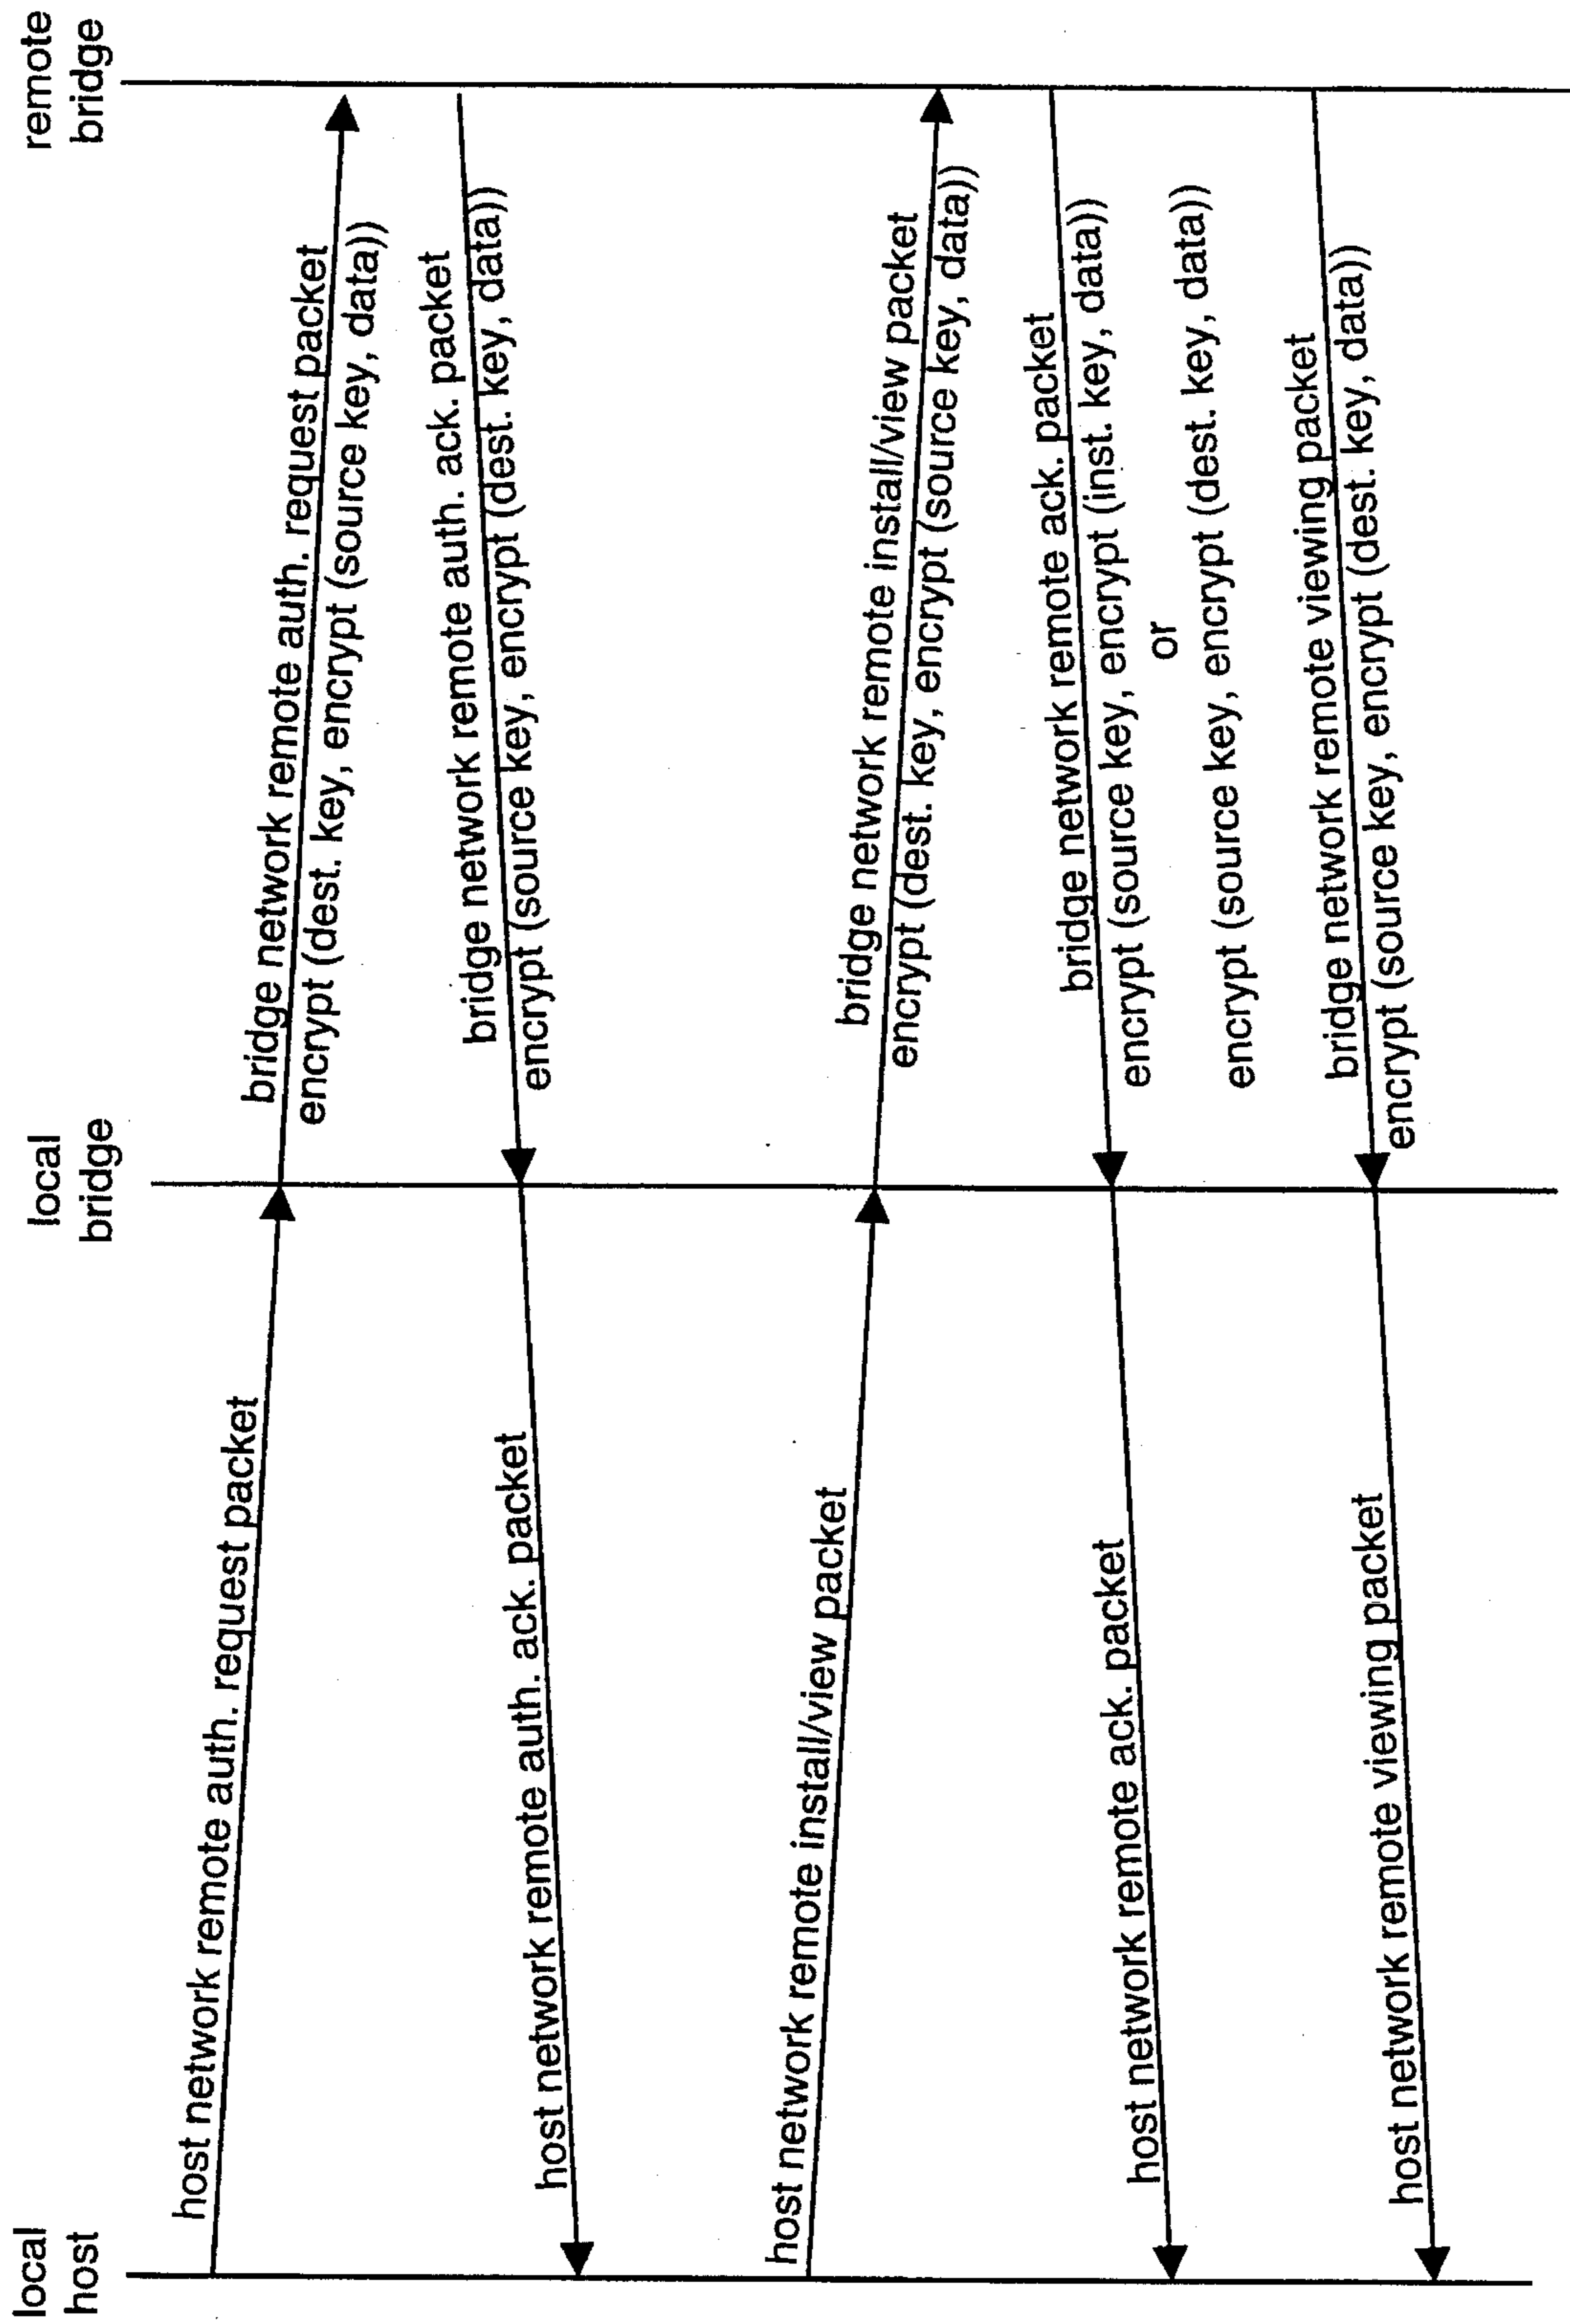 local
host
local
bridge
remote
bridge
host network remote auth. request packet
bridge network remote auth. request packet
encrypt (dest. key, encrypt (source key, data))
host network remote auth. ack. packet
bridge network remote auth. ack. packet
encrypt (source key, encrypt (dest. key, data))
host network remote install/view packet
bridge network remote install/view packet
encrypt (dest. key, encrypt (source key, data))
host network remote ack. packet
bridge network remote ack. packet
encrypt (source key, encrypt (inst. key, data))
or
encrypt (source key, encrypt (dest. key, data))
host network remote viewing packet
bridge network remote viewing packet
encrypt (source key, encrypt (dest. key, data))